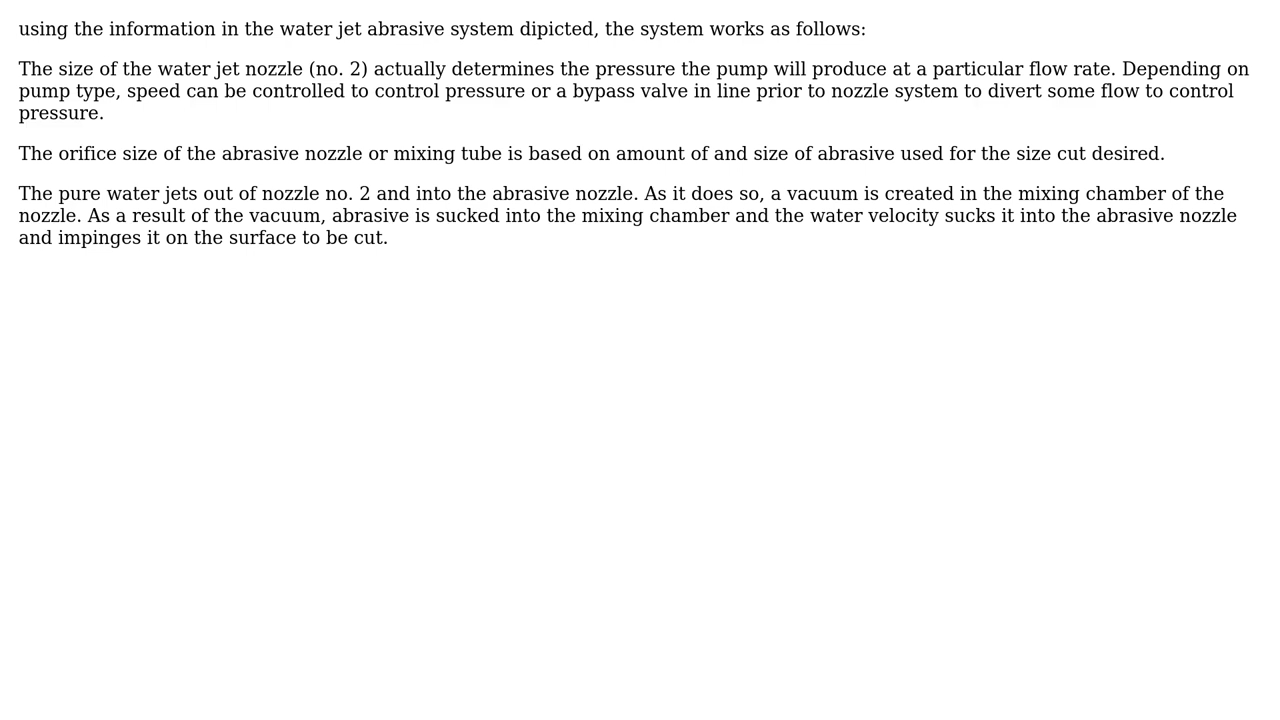 using the information in the water jet abrasive system dipicted, the system works as follows:
The size of the water jet nozzle (no. 2) actually determines the pressure the pump will produce at a particular flow rate. Depending on
pump type, speed can be controlled to control pressure or a bypass valve in line prior to nozzle system to divert some flow to control
pressure.
The orifice size of the abrasive nozzle or mixing tube is based on amount of and size of abrasive used for the size cut desired.
The pure water jets out of nozzle no. 2 and into the abrasive nozzle. As it does so, a vacuum is created in the mixing chamber of the
nozzle. As a result of the vacuum, abrasive is sucked into the mixing chamber and the water velocity sucks it into the abrasive nozzle
and impinges it on the surface to be cut.